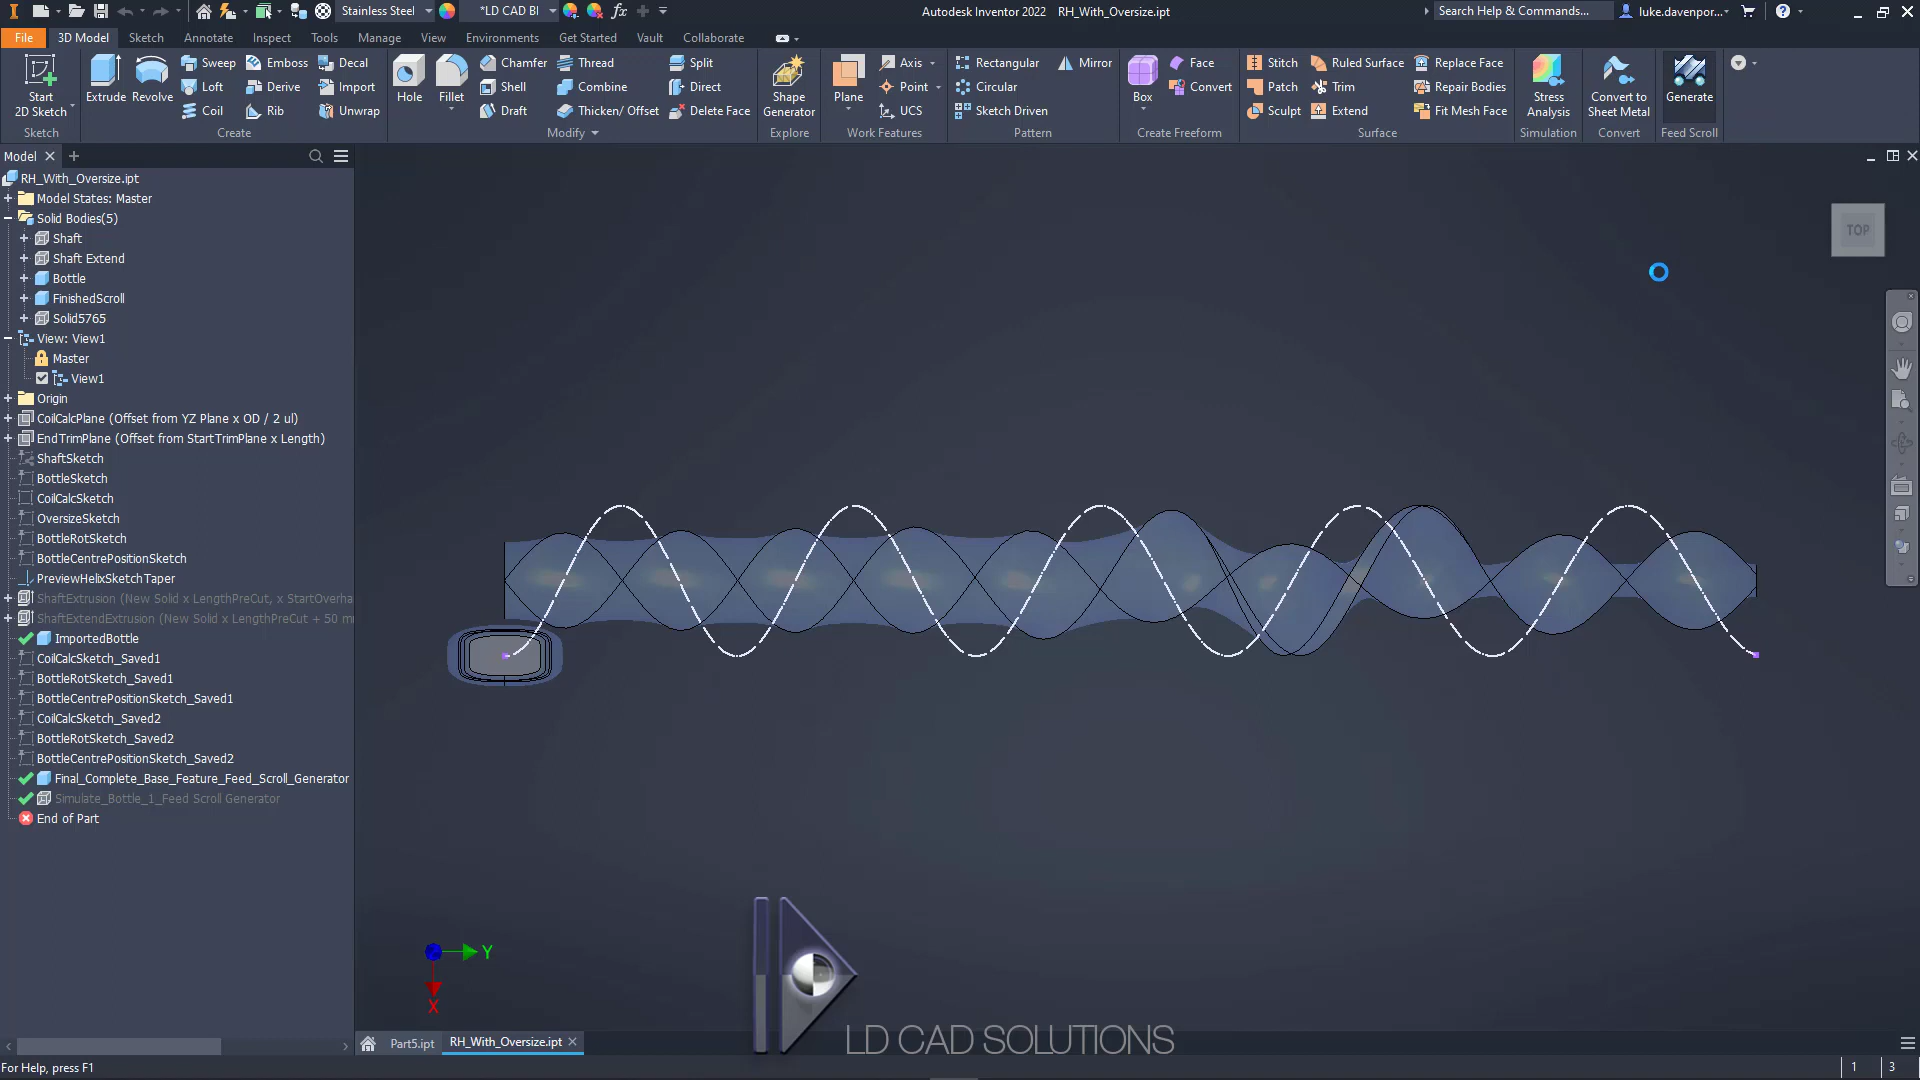 Stainless Steel
*LD CAD Bl
Autodesk Inventor 2022 RH_With_Oversize.ipt
Search Help & Commands...
luke.davenpor...
File 3D Model Sketch Annotate Inspect Tools Manage View Environments Get Started Vault Collaborate
Start
2D Sketch
Sketch
Extrude
Revolve
Sweep
Loft
Coil
Emboss
Derive
Rib
Decal
Import
Unwrap
Create
Hole
Fillet
Chamfer
Shell
Draft
Thread
Combine
Thicken/ Offset
Split
Direct
Delete Face
Modify
Shape
Generator
Explore
Plane
Axis
Point
UCS
Work Features
Rectangular
Circular
Sketch Driven
Mirror
Pattern
Box
Face
Convert
Create Freeform
Stitch
Patch
Sculpt
Ruled Surface
Trim
Extend
Replace Face
Repair Bodies
Fit Mesh Face
Surface
Stress
Analysis
Simulation
Convert to
Sheet Metal
Convert
Generate
Feed Scroll
Model
RH_With_Oversize.ipt
Model States: Master
Solid Bodies(5)
Shaft
Shaft Extend
Bottle
FinishedScroll
Solid5765
View: View1
Master
View1
Origin
CoilCalcPlane (Offset from YZ Plane x OD / 2 ul)
EndTrimPlane (Offset from StartTrimPlane x Length)
ShaftSketch
BottleSketch
CoilCalcSketch
OversizeSketch
BottleRotSketch
BottleCentrePositionSketch
PreviewHelixSketchTaper
ShaftExtrusion (New Solid x LengthPreCut, x StartOverha
ShaftExtendExtrusion (New Solid x LengthPreCut + 50 m
ImportedBottle
CoilCalcSketch_Saved1
BottleRotSketch_Saved1
BottleCentrePositionSketch_Saved1
CoilCalcSketch_Saved2
BottleRotSketch_Saved2
BottleCentrePositionSketch_Saved2
Final_Complete_Base_Feature_Feed_Scroll_Generator
Simulate_Bottle_1_Feed Scroll Generator
End of Part
TOP
Y
X
LD CAD SOLUTIONS
Part5.ipt
RH_With_Oversize.ipt
For Help, press F1
1 3